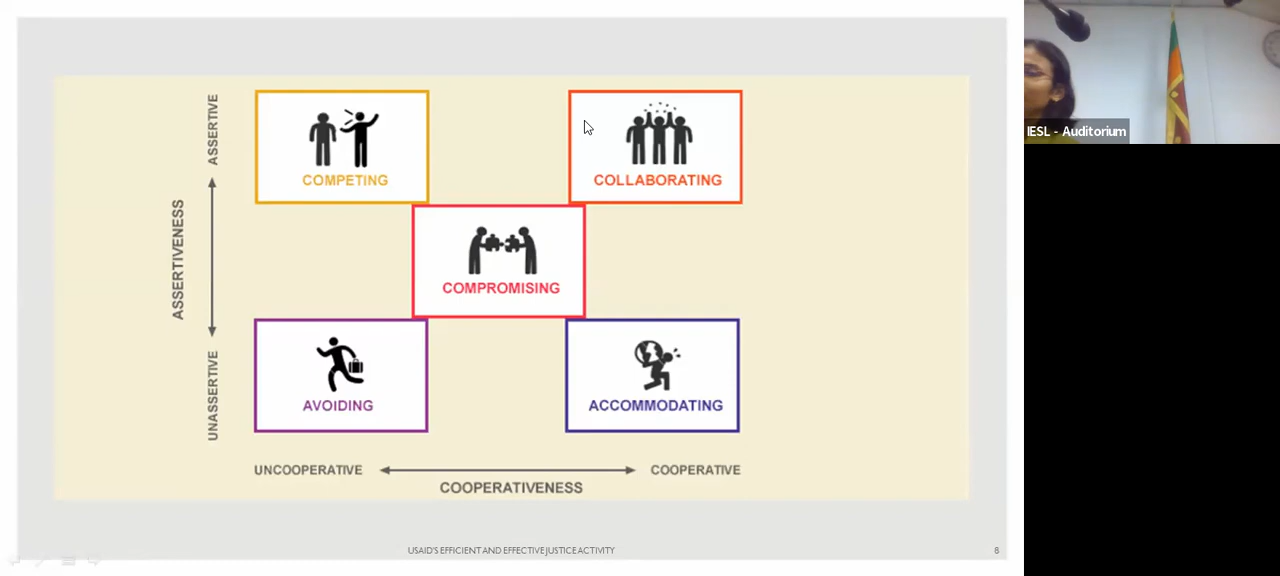 ASSERTIVE
ASSERTIVENESS
UNASSERTIVE
COMPETING
COLLABORATING
COMPROMISING
AVOIDING
ACCOMMODATING
UNCOOPERATIVE
COOPERATIVE
COOPERATIVENESS
USAID'S EFFICIENT AND EFFECTIVE JUSTICE ACTIVITY
8
IESL - Auditorium